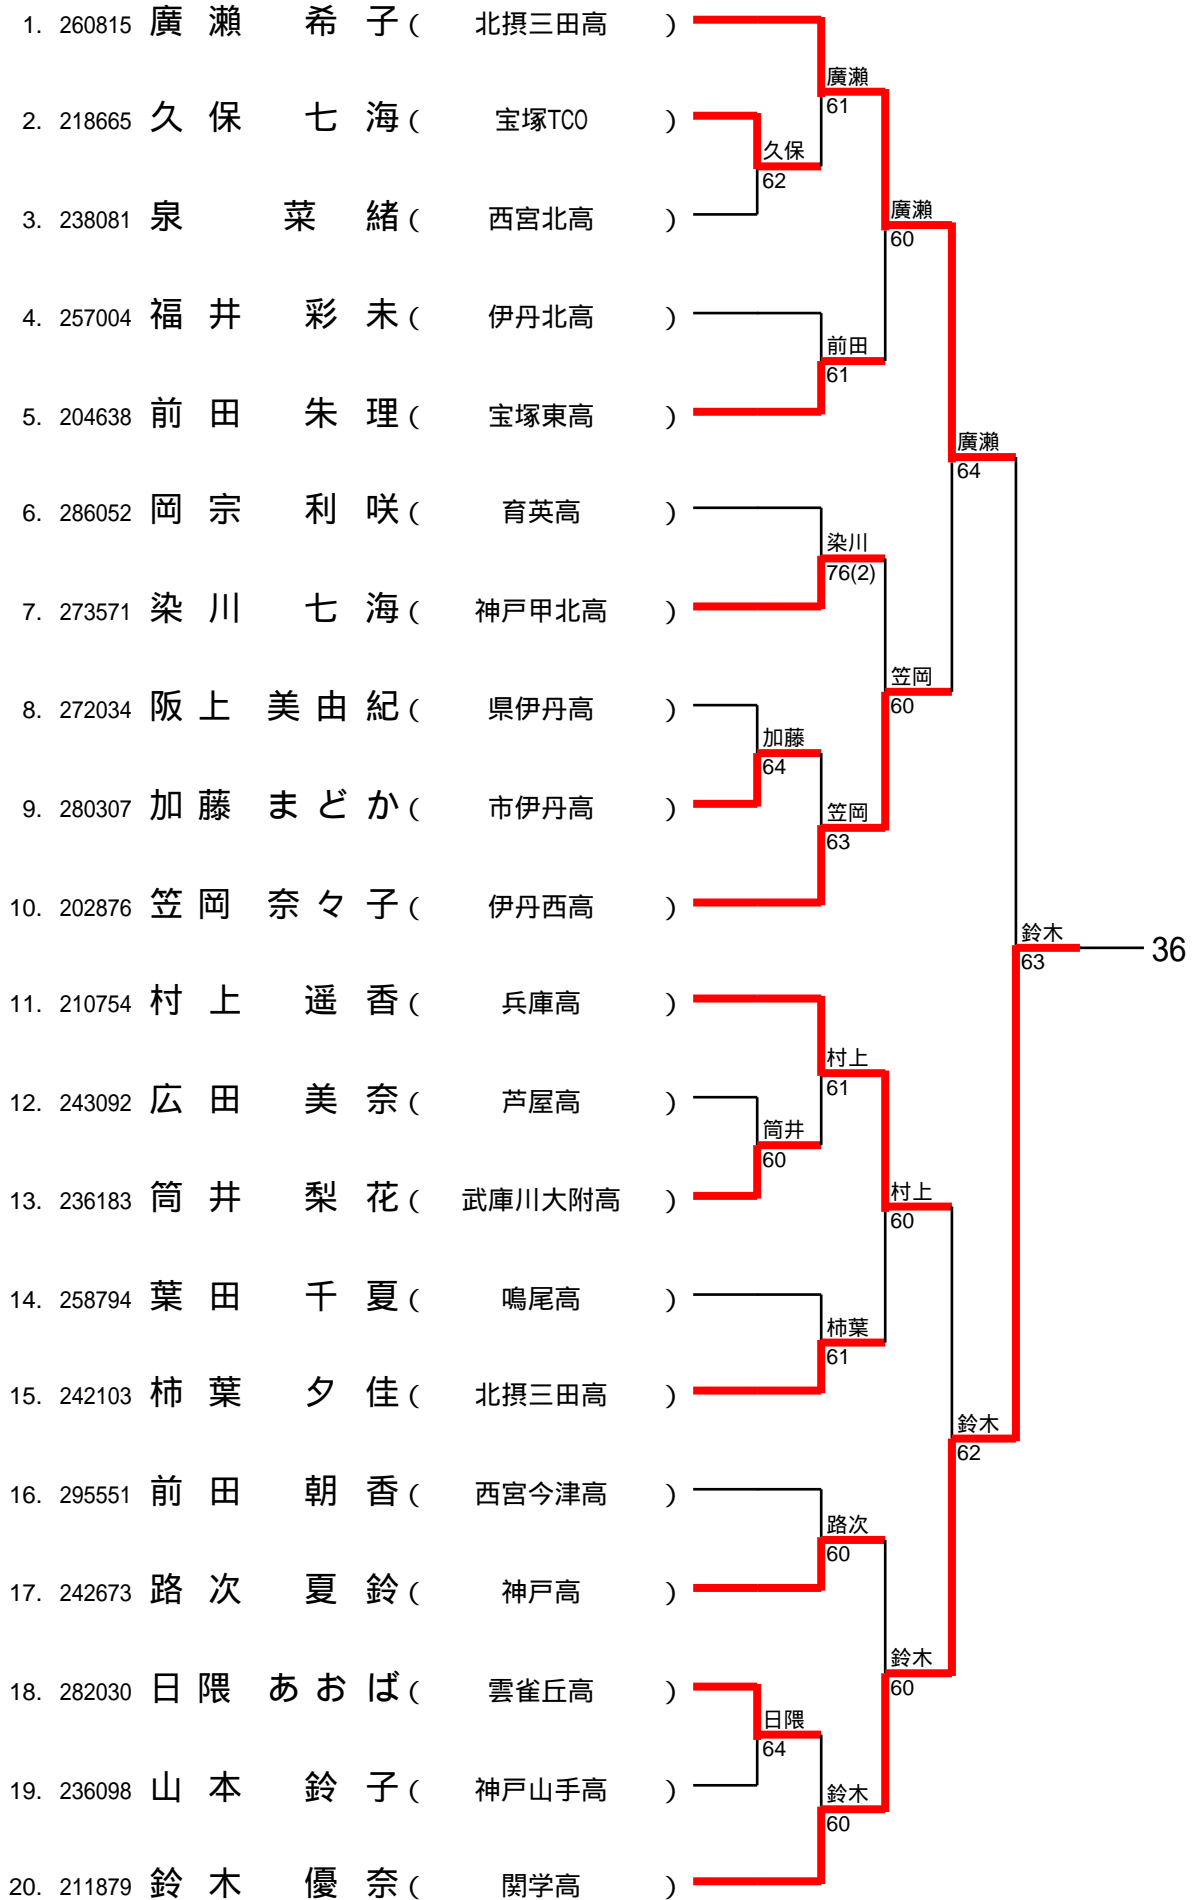 1. 260815 廣瀬 希子 ( 北摂三田高 )
廣瀬
61
2. 218665 久保 七海 ( 宝塚TCO )
久保
62
3. 238081 泉 菜緒 ( 西宮北高 )
廣瀬
60
4. 257004 福井 彩未 ( 伊丹北高 )
前田
61
5. 204638 前田 朱理 ( 宝塚東高 )
廣瀬
64
6. 286052 岡宗 利咲 ( 育英高 )
染川
76(2)
7. 273571 染川 七海 ( 神戸甲北高 )
笠岡
60
8. 272034 阪上 美由紀 ( 県伊丹高 )
加藤
64
9. 280307 加藤 まどか ( 市伊丹高 )
笠岡
63
10. 202876 笠岡 奈々子 ( 伊丹西高 )
鈴木
63
36
11. 210754 村上 遥香 ( 兵庫高 )
村上
61
12. 243092 広田 美奈 ( 芦屋高 )
筒井
60
13. 236183 筒井 梨花 ( 武庫川大附高 )
村上
60
14. 258794 葉田 千夏 ( 鳴尾高 )
柿葉
61
15. 242103 柿葉 夕佳 ( 北摂三田高 )
鈴木
62
16. 295551 前田 朝香 ( 西宮今津高 )
路次
60
17. 242673 路次 夏鈴 ( 神戸高 )
鈴木
60
18. 282030 日隈 あおば ( 雲雀丘高 )
日隈
64
19. 236098 山本 鈴子 ( 神戸山手高 )
鈴木
60
20. 211879 鈴木 優奈 ( 関学高 )